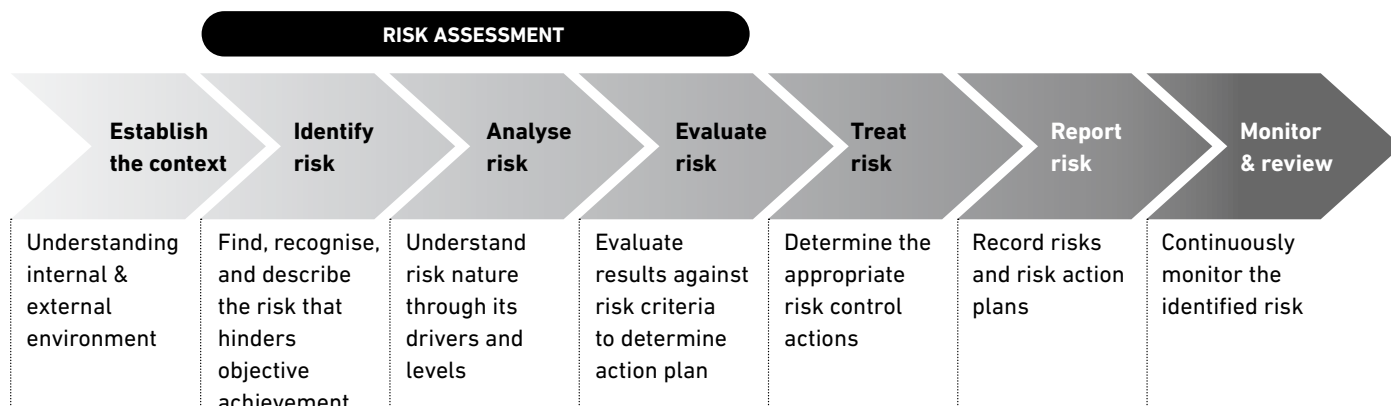 RISK ASSESSMENT
Establish
the context
Identify
risk
Analyse
risk
Evaluate
risk
Treat
risk
Report
risk
Monitor
& review
Understanding
internal &
external
environment
Find, recognise,
and describe
the risk that
hinders
objective
achievement
Understand
risk nature
through its
drivers and
levels
Evaluate
results against
risk criteria
to determine
action plan
Determine the
appropriate
risk control
actions
Record risks
and risk action
plans
Continuously
monitor the
identified risk